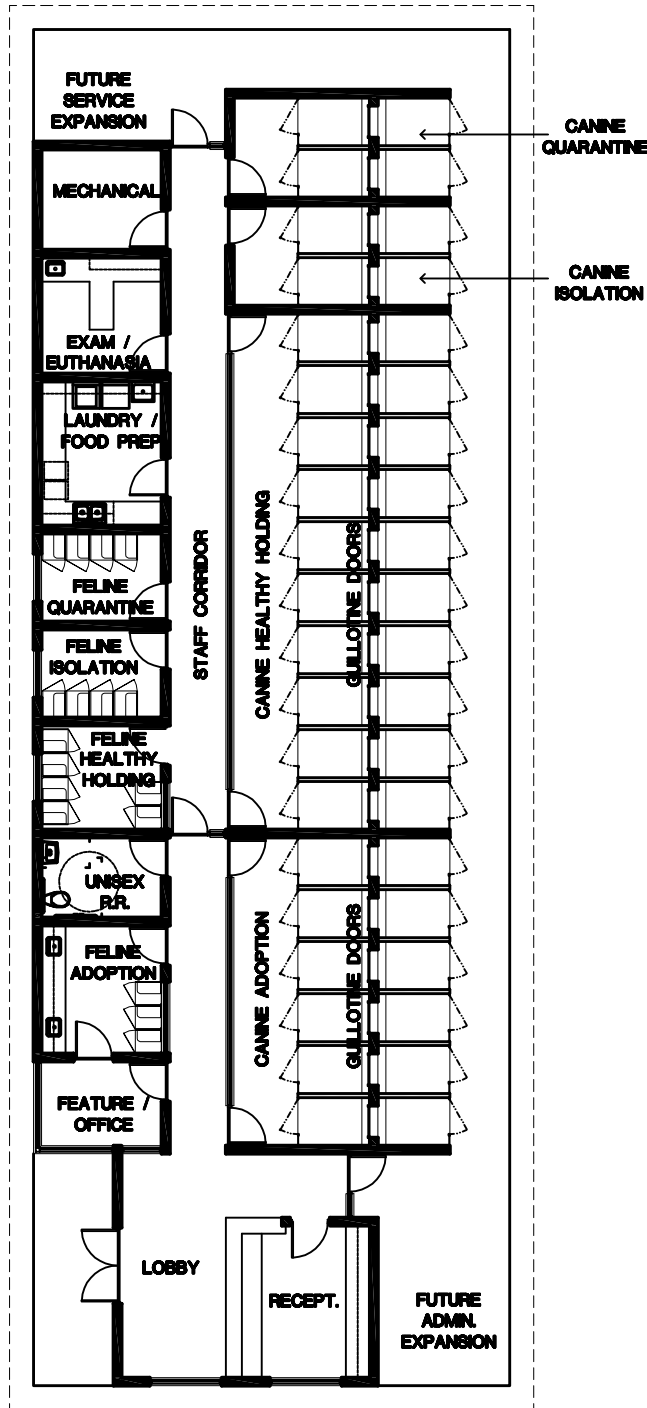 FUTURE
SERVICE
EXPANSION
CANINE
QUARANTINE
MECHANICAL
CANINE
ISOLATION
EXAM /
EUTHANASIA
LAUNDRY /
FOOD PREP
STAFF CORRIDOR
CANINE HEALTHY HOLDING
GUILLOTINE DOORS
FELINE
QUARANTINE
FELINE
ISOLATION
FELINE
HEALTHY
HOLDING
UNISEX
R.R.
FELINE
ADOPTION
CANINE ADOPTION
GUILLOTINE DOORS
FEATURE /
OFFICE
LOBBY
RECEPT.
FUTURE
ADMIN.
EXPANSION